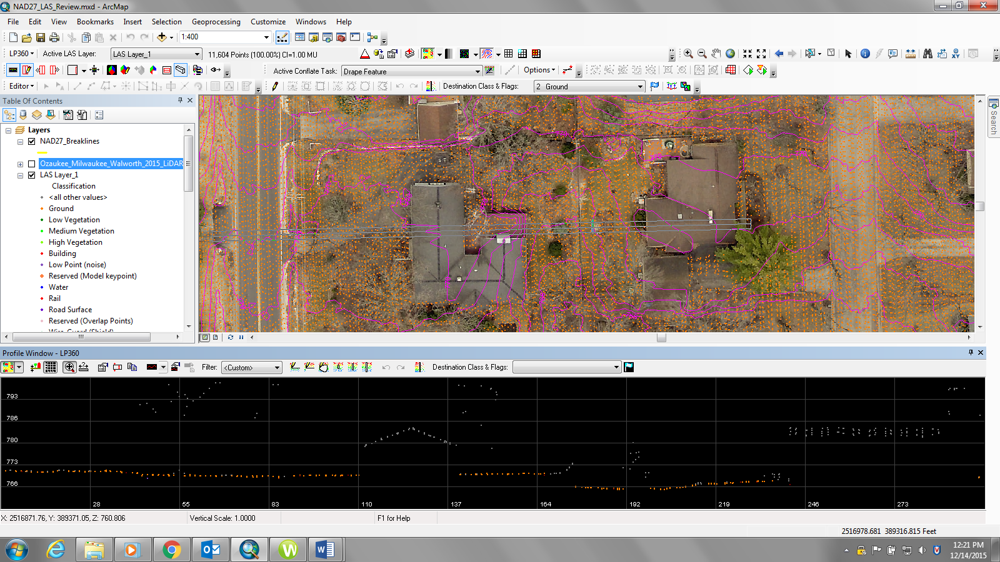 NAD27_LAS_Review.mxd - ArcMap
File Edit View Bookmarks Insert Selection Geoprocessing Customize Windows Help
1:400
LP360 Active LAS Layer: LAS Layer_1 11,604 Points (100.00%) CI=1.00 MU
XY
Active Conflate Task: Drape Feature Options
Editor Destination Class & Flags: 2 Ground
Table Of Contents
Search
Layers
NAD27_Breaklines
Ozaukee_Milwaukee_Walworth_2015_LiDAR
LAS Layer_1
Classification
<all other values>
Ground
Low Vegetation
Medium Vegetation
High Vegetation
Building
Low Point (noise)
Reserved (Model keypoint)
Water
Rail
Road Surface
Reserved (Overlap Points)
Wire-Guard (Shield)
Profile Window - LP360
Filter: <Custom> Destination Class & Flags:
793
786
780
773
766
28 55 83 110 137 164 192 219 246 273
X: 2516871.76, Y: 389371.05, Z: 760.806 Vertical Scale: 1.0000 F1 for Help
2516978.681 389316.815 Feet
12:21 PM
12/14/2015